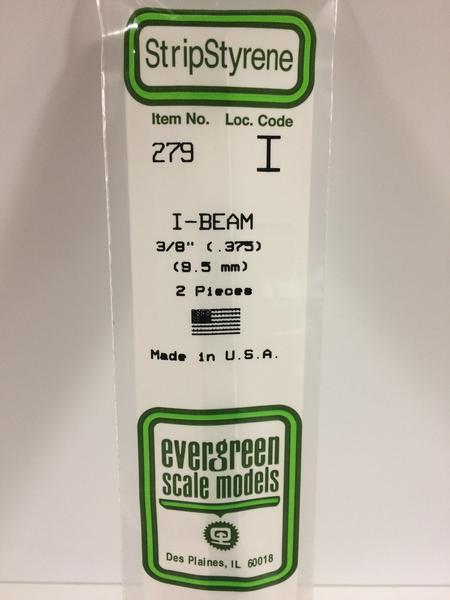 StripStyrene
Item No. Loc. Code
279 I
I-BEAM
3/8" (.375)
(9.5 mm)
2 Pieces
Made in U.S.A.
evergreen
scale models
Des Plaines, IL 60018